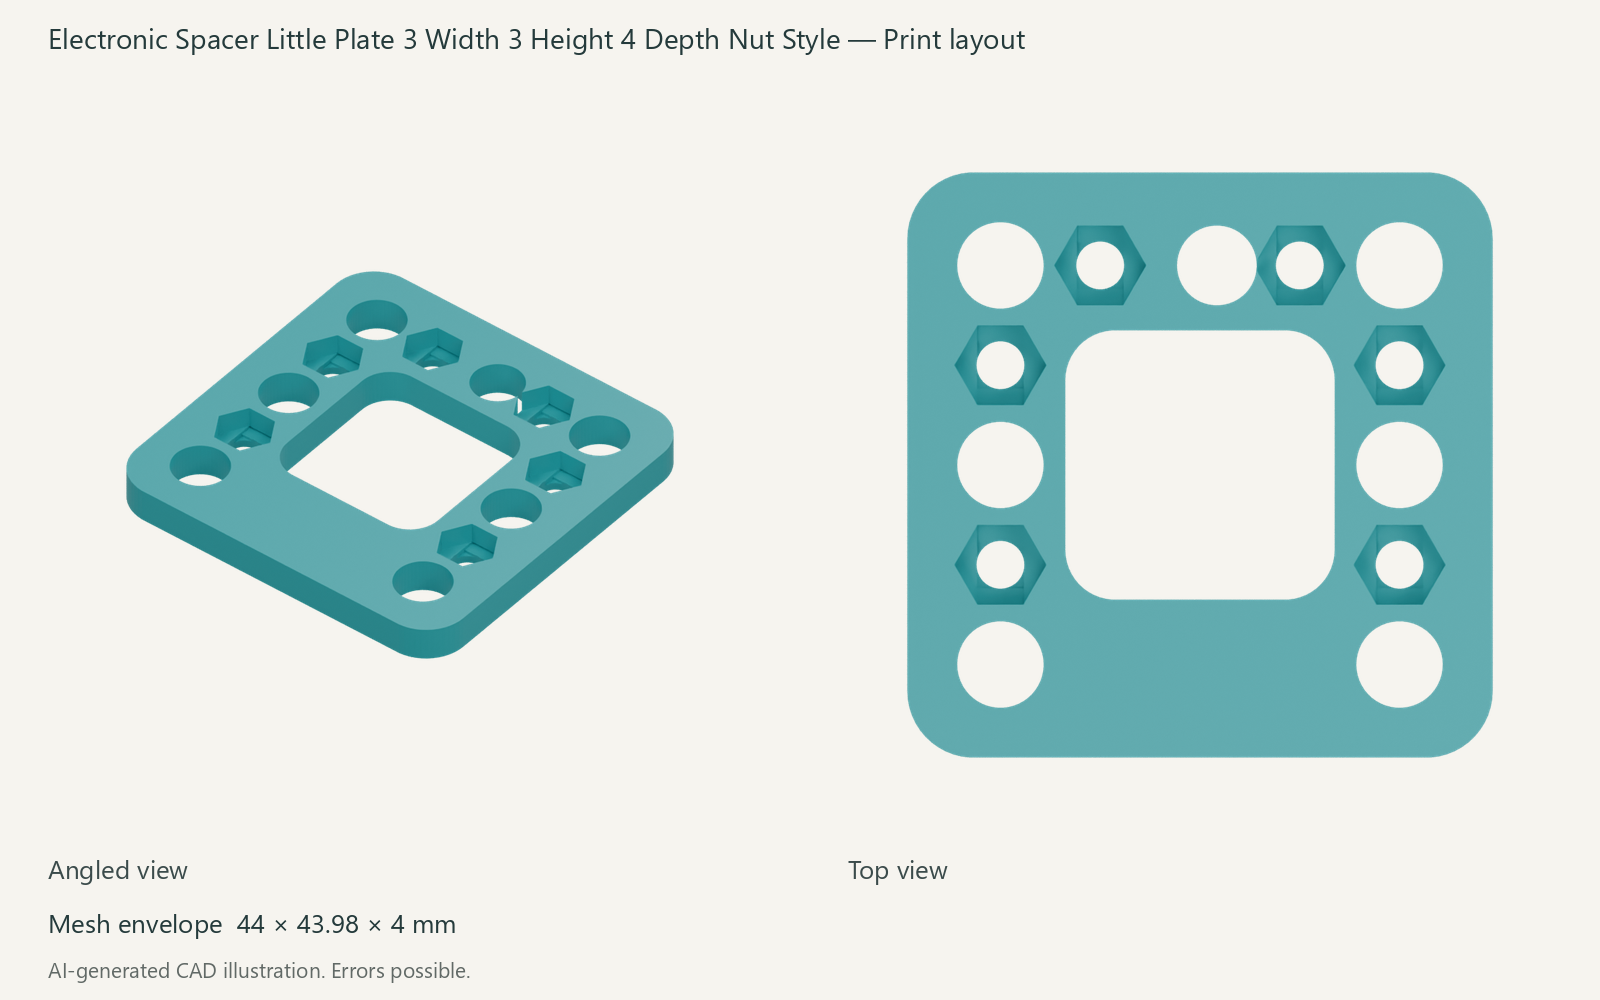 Electronic Spacer Little Plate 3 Width 3 Height 4 Depth Nut Style — Print layout
Angled view
Top view
Mesh envelope 44 × 43.98 × 4 mm
AI-generated CAD illustration. Errors possible.